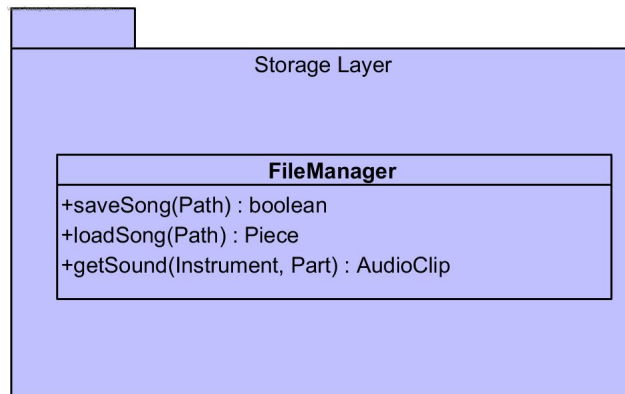 Storage Layer
FileManager
+saveSong(Path) : boolean
+loadSong(Path) : Piece
+getSound(Instrument, Part) : AudioClip